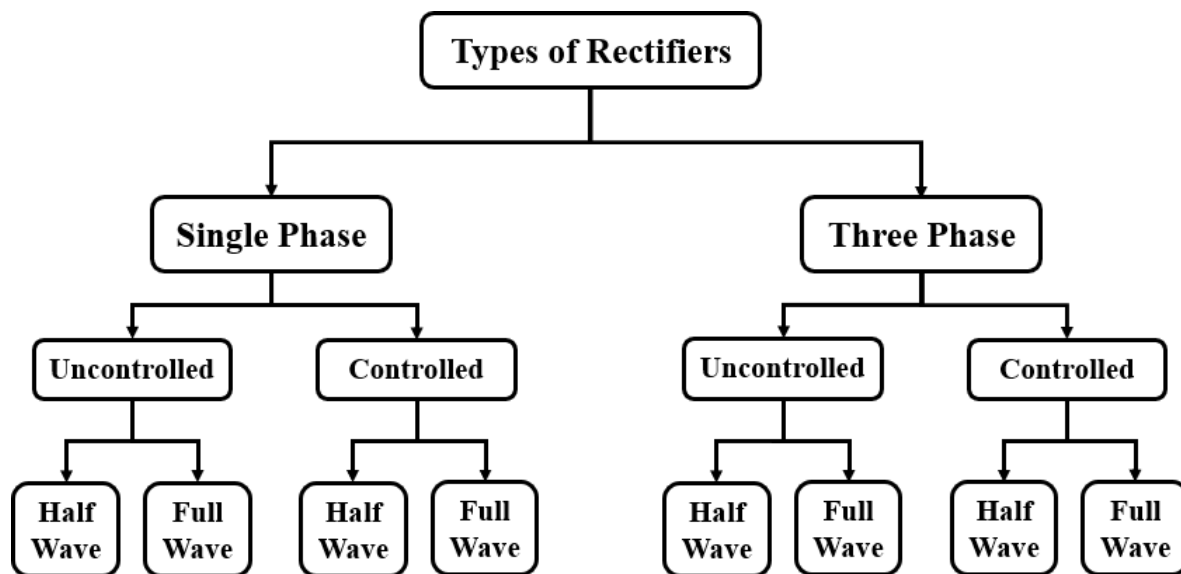 Types of Rectifiers
Single Phase
Three Phase
Uncontrolled
Controlled
Uncontrolled
Controlled
Half
Wave
Full
Wave
Half
Wave
Full
Wave
Half
Wave
Full
Wave
Half
Wave
Full
Wave